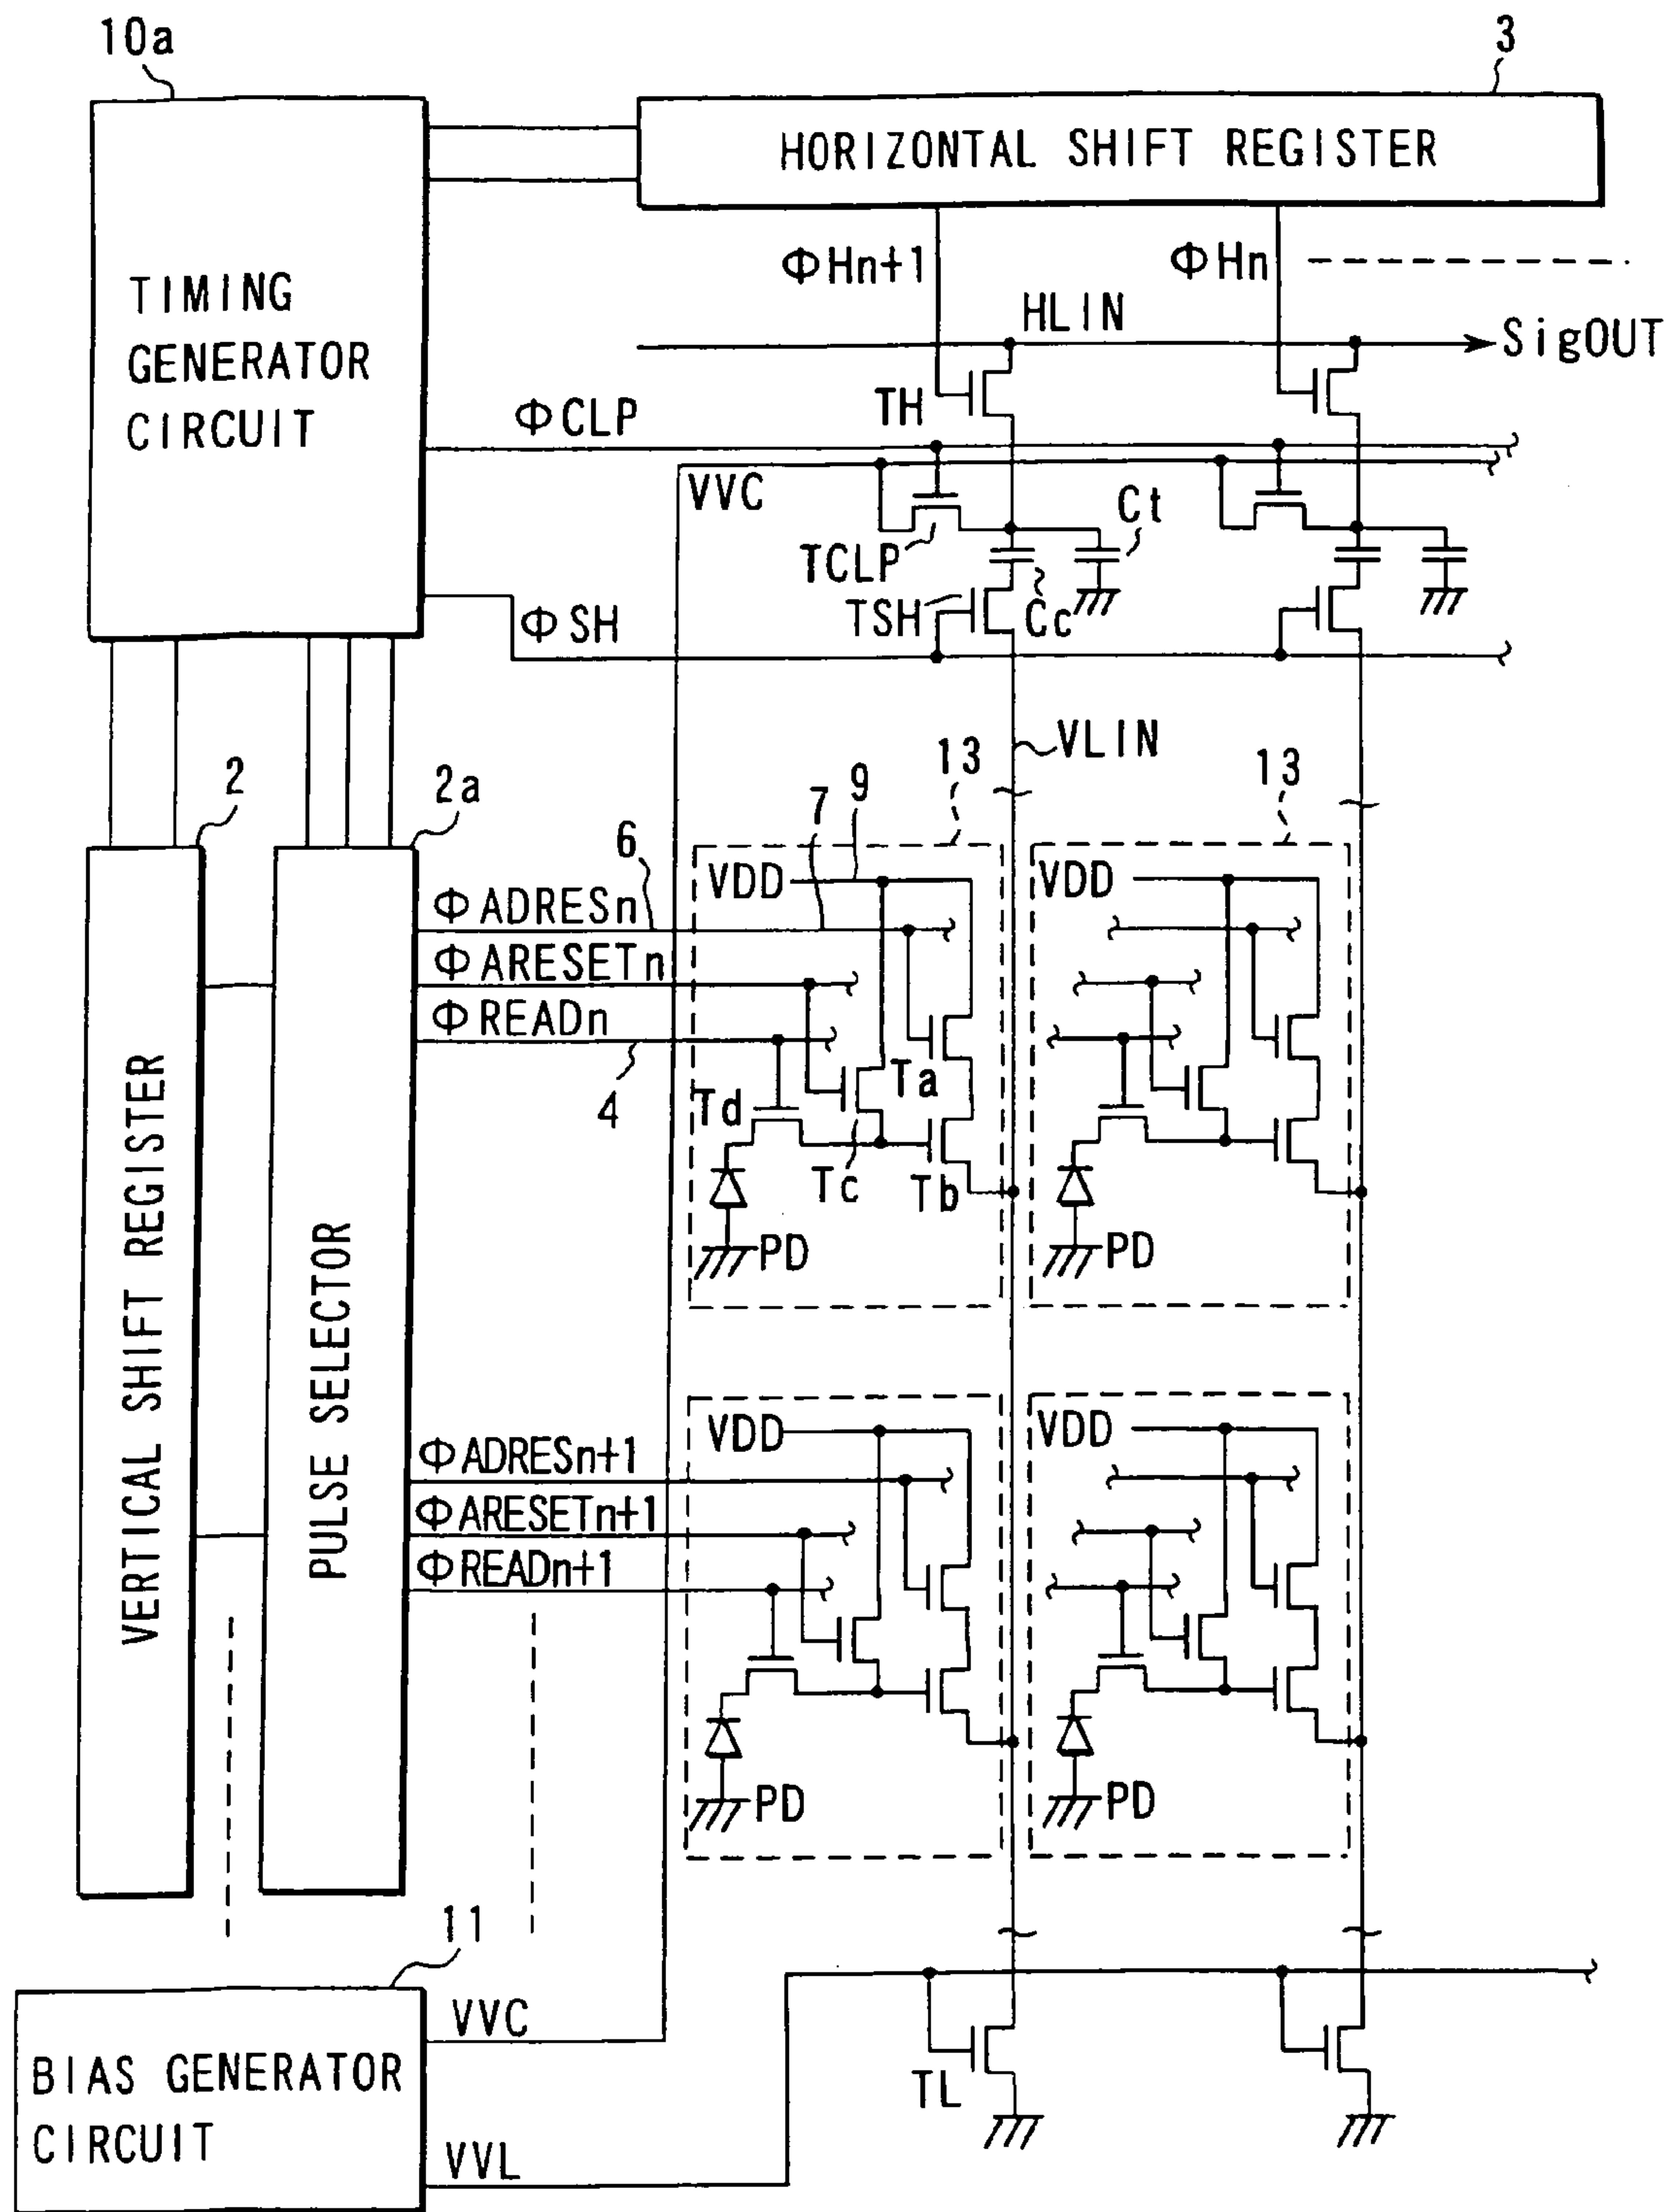 10a
3
HORIZONTAL SHIFT REGISTER
TIMING
GENERATOR
CIRCUIT
ΦHn+1
ΦHn
HLIN
SigOUT
TH
ΦCLP
VVC
TCLP
Ct
TSH
Cc
ΦSH
VLIN
2
2a
6
7
9
13
13
VDD
VDD
ΦADRESn
ΦARESETn
ΦREADn
4
Ta
Td
Tc
Tb
PD
PD
VERTICAL SHIFT REGISTER
PULSE SELECTOR
VDD
VDD
ΦADRESn+1
ΦARESETn+1
ΦREADn+1
PD
PD
11
VVC
BIAS GENERATOR
CIRCUIT
VVL
TL